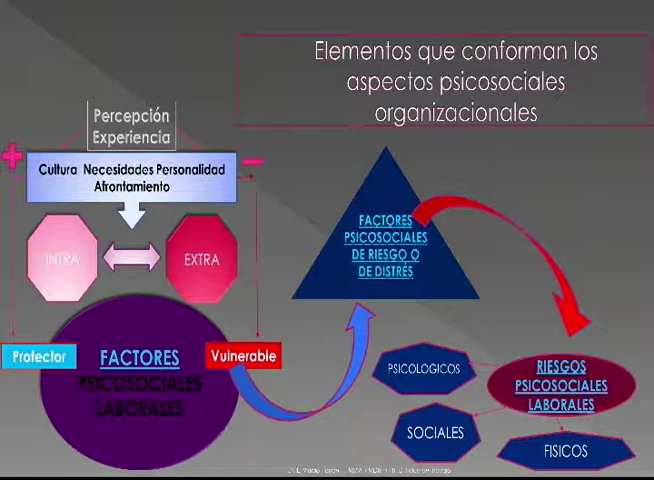 Elementos que conforman los
aspectos psicosociales
organizacionales
Percepción
Experiencia
+
-
Cultura Necesidades Personalidad
Afrontamiento
INTRA
EXTRA
Protector
Vulnerable
FACTORES
PSICOSOCIALES
LABORALES
FACTORES
PSICOSOCIALES
DE RIESGO O
DE DISTRÉS
PSICOLOGICOS
SOCIALES
FISICOS
RIESGOS
PSICOSOCIALES
LABORALES